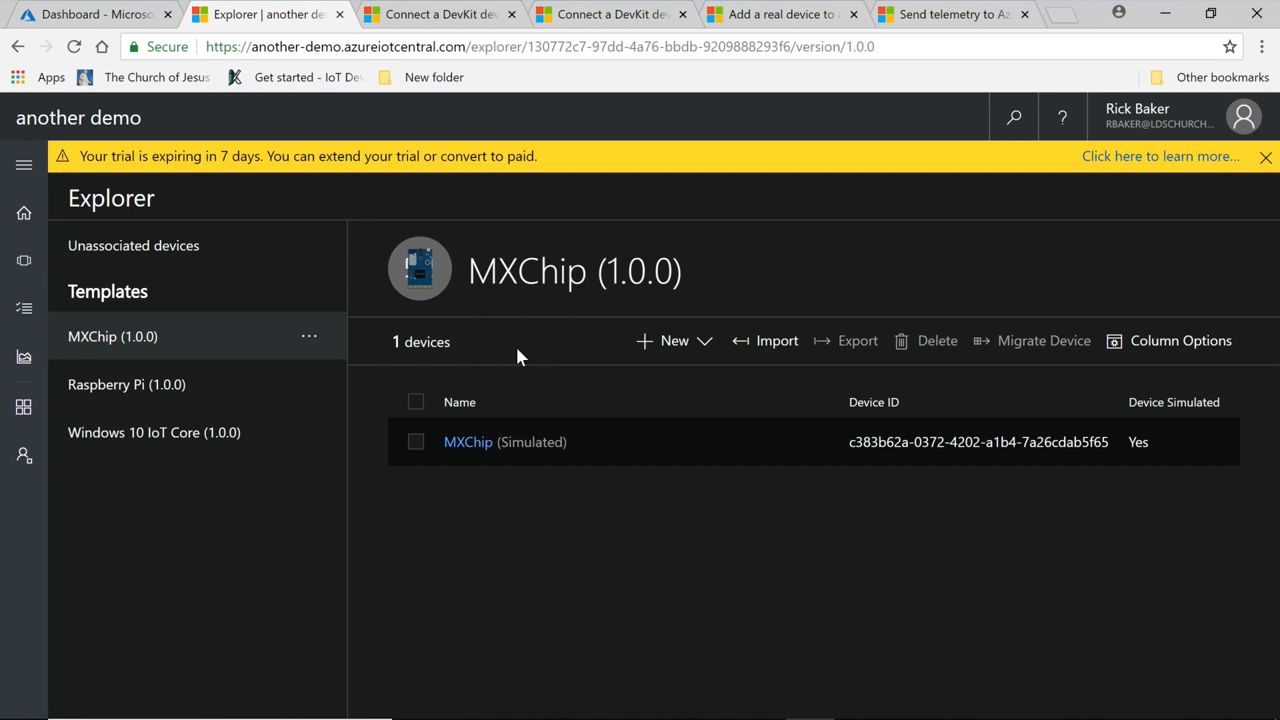 Dashboard - Micros
Explorer | another de
Connect a DevKit dev
Connect a DevKit dev
Add a real device to a
Send telemetry to Az
Secure
https://another-demo.azureiotcentral.com/explorer/130772c7-97dd-4a76-bbdb-9209888293f6/version/1.0.0
Apps
The Church of Jesus
Get started - IoT De
New folder
Other bookmarks
another demo
?
Rick Baker
RBAKER@LDSCHURCH...
Your trial is expiring in 7 days. You can extend your trial or convert to paid.
Click here to learn more...
Explorer
Unassociated devices
Templates
MXChip (1.0.0)
...
Raspberry Pi (1.0.0)
Windows 10 IoT Core (1.0.0)
MXChip (1.0.0)
1 devices
New
Import
Export
Delete
Migrate Device
Column Options
Name
Device ID
Device Simulated
MXChip (Simulated)
c383b62a-0372-4202-a1b4-7a26cdab5f65
Yes